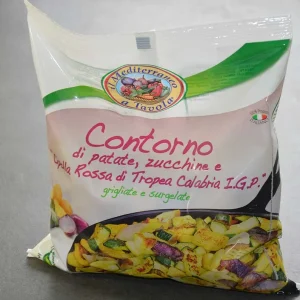 il Mediterraneo
a Tavola
Contorno
di patate, zucchine e
Cipolla Rossa di Tropea Calabria I.G.P."
grigliate e surgelate